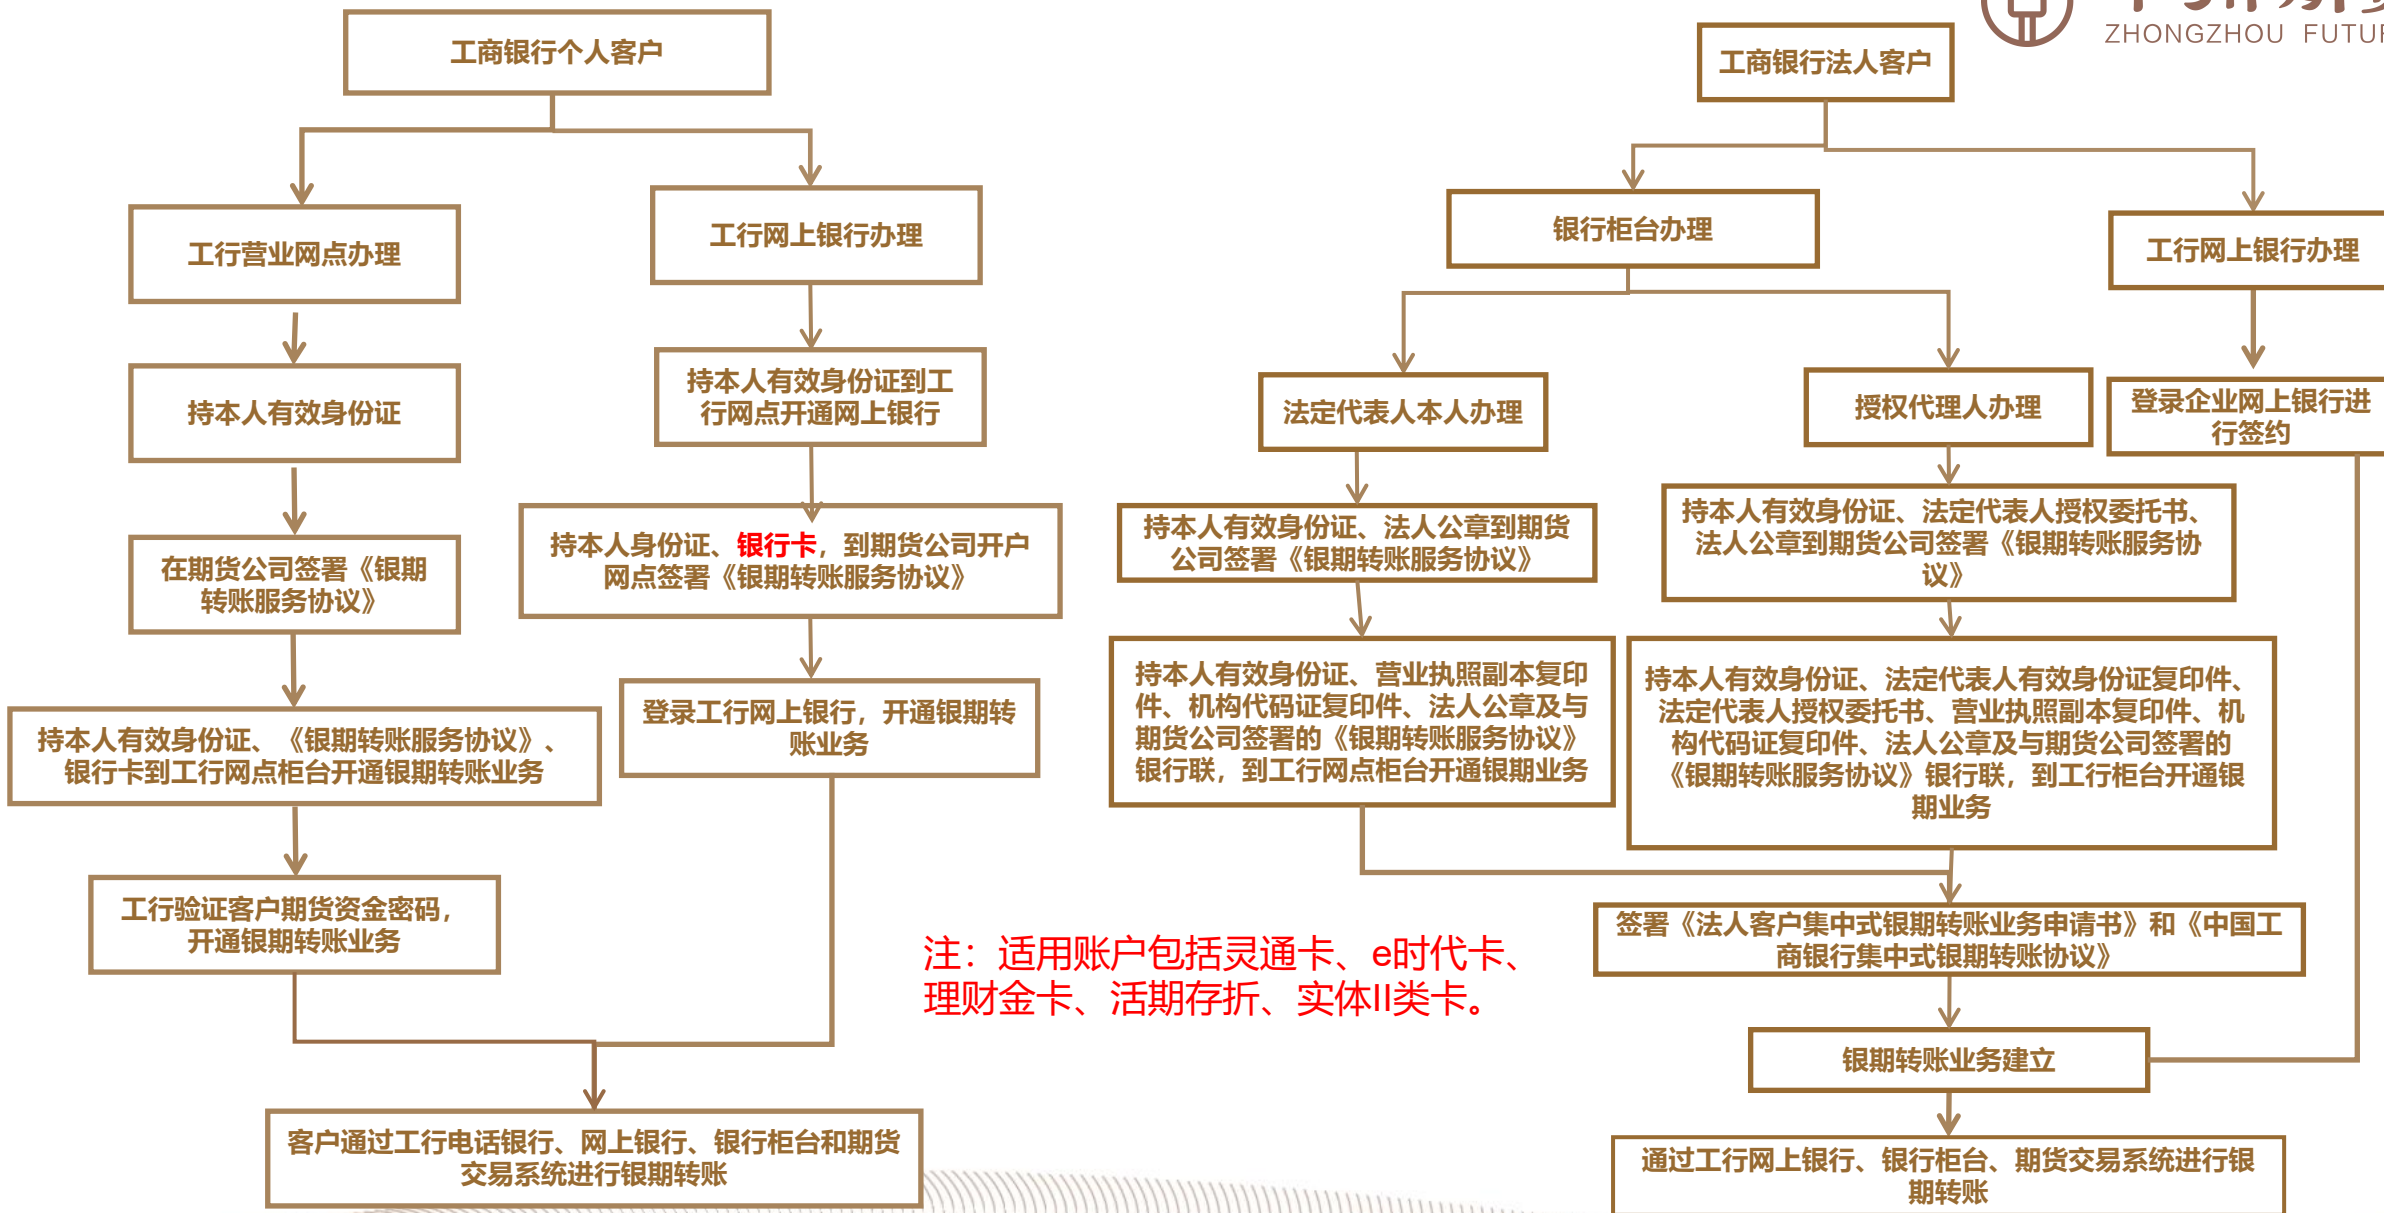 工商银行个人客户
工行营业网点办理
持本人有效身份证
在期货公司签署《银期
转账服务协议》
持本人有效身份证、《银期转账服务协议》、
银行卡到工行网点柜台开通银期转账业务
工行验证客户期货资金密码，
开通银期转账业务
工行网上银行办理
持本人有效身份证到工
行网点开通网上银行
持本人身份证、银行卡，到期货公司开户
网点签署《银期转账服务协议》
登录工行网上银行，开通银期转
账业务
客户通过工行电话银行、网上银行、银行柜台和期货
交易系统进行银期转账
注：适用账户包括灵通卡、e时代卡、
理财金卡、活期存折、实体II类卡。
ZHONGZHOU
工商银行法人客户
银行柜台办理
法定代表人本人办理
持本人有效身份证、法人公章到期货
公司签署《银期转账服务协议》
持本人有效身份证、营业执照副本复印
件、机构代码证复印件、法人公章及与
期货公司签署的《银期转账服务协议》
银行联，到工行网点柜台开通银期业务
授权代理人办理
持本人有效身份证、法定代表人授权委托书、
法人公章到期货公司签署《银期转账服务协
议》
持本人有效身份证、法定代表人有效身份证复印件、
法定代表人授权委托书、营业执照副本复印件、机
构代码证复印件、法人公章及与期货公司签署的
《银期转账服务协议》银行联，到工行柜台开通银
期业务
工行网上银行办理
登录企业网上银行进
行签约
签署《法人客户集中式银期转账业务申请书》和《中国工
商银行集中式银期转账协议》
银期转账业务建立
通过工行网上银行、银行柜台、期货交易系统进行银
期转账